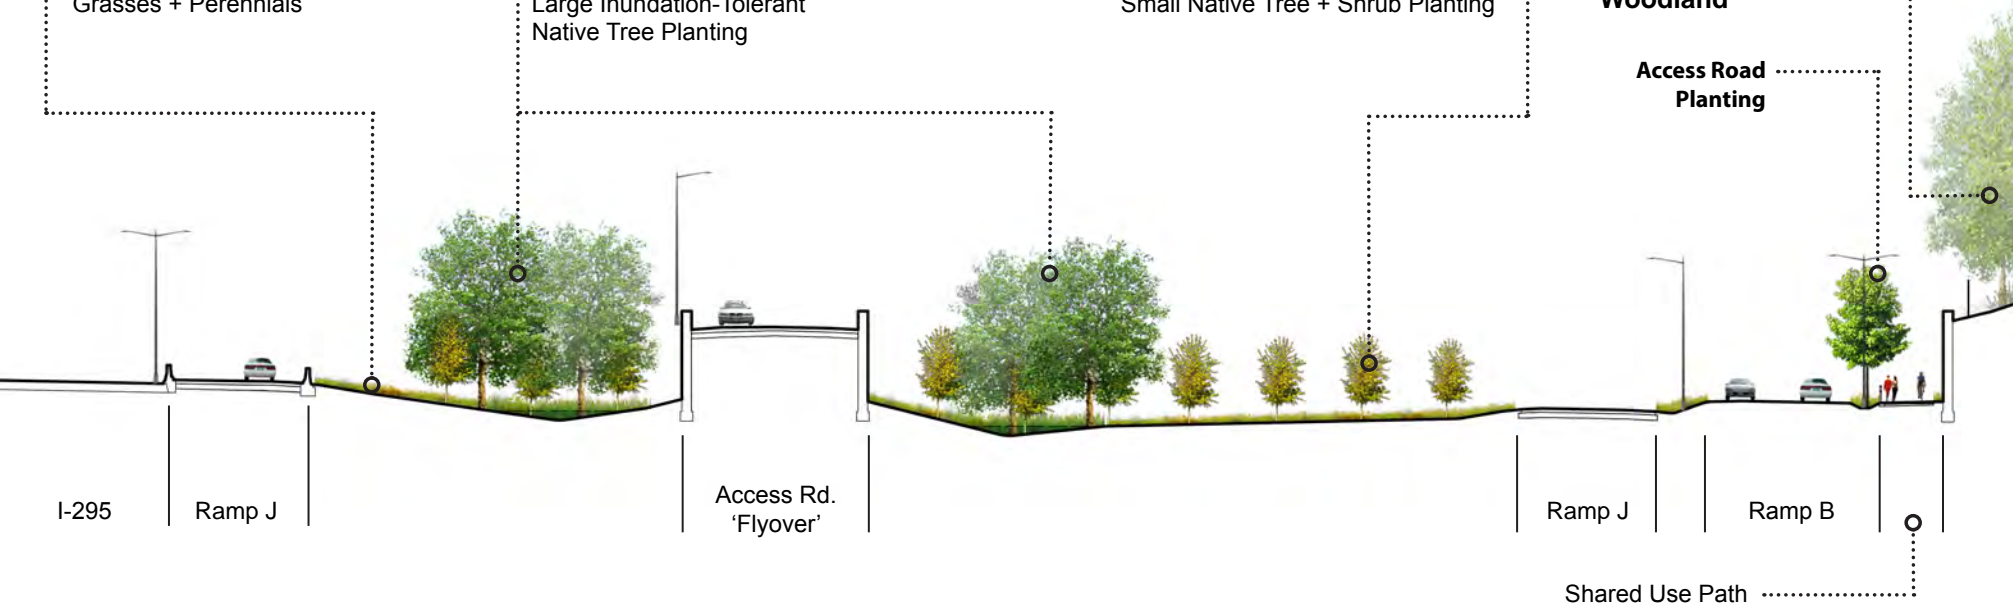 Grasses + Perennials
Large Inundation-Tolerant
Native Tree Planting
Small Native Tree + Shrub Planting
Woodland
Access Road
Planting
I-295
Ramp J
Access Rd.
‘Flyover’
Ramp J
Ramp B
Shared Use Path